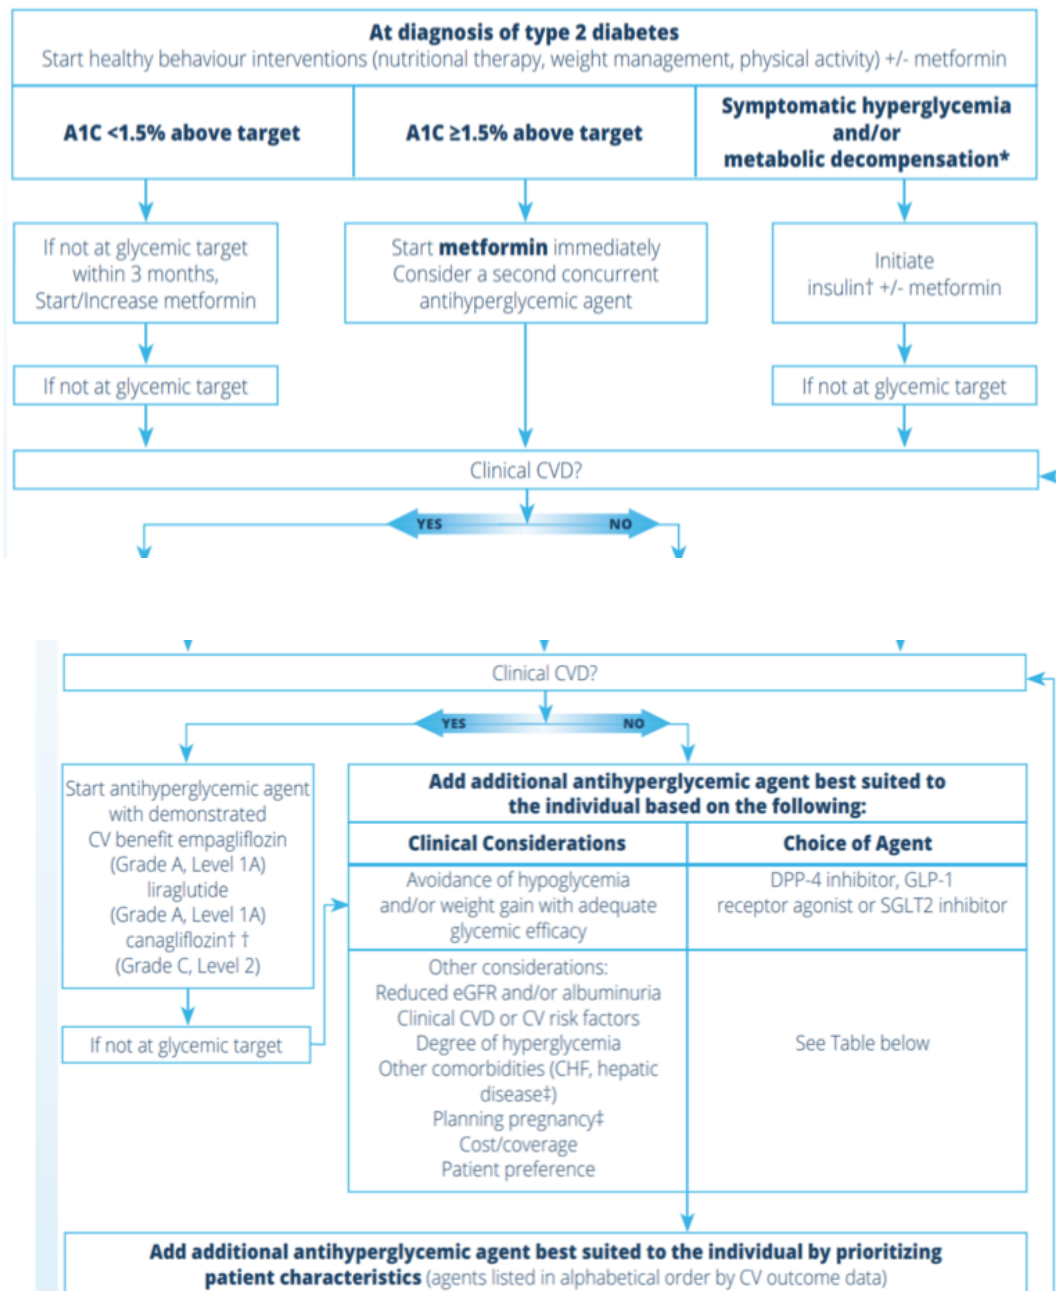 At diagnosis of type 2 diabetes
Start healthy behaviour interventions (nutritional therapy, weight management, physical activity) +/- metformin
A1C <1.5% above target
A1C ≥1.5% above target
Symptomatic hyperglycemia
and/or
metabolic decompensation*
If not at glycemic target
within 3 months,
Start/Increase metformin
Start metformin immediately
Consider a second concurrent
antihyperglycemic agent
Initiate
insulin† +/- metformin
If not at glycemic target
If not at glycemic target
Clinical CVD?
YES
NO
Clinical CVD?
YES
NO
Start antihyperglycemic agent
with demonstrated
CV benefit empagliflozin
(Grade A, Level 1A)
liraglutide
(Grade A, Level 1A)
canagliflozin† †
(Grade C, Level 2)
If not at glycemic target
Add additional antihyperglycemic agent best suited to
the individual based on the following:
Clinical Considerations
Choice of Agent
Avoidance of hypoglycemia
and/or weight gain with adequate
glycemic efficacy
DPP-4 inhibitor, GLP-1
receptor agonist or SGLT2 inhibitor
Other considerations:
Reduced eGFR and/or albuminuria
Clinical CVD or CV risk factors
Degree of hyperglycemia
Other comorbidities (CHF, hepatic
disease‡)
Planning pregnancy‡
Cost/coverage
Patient preference
See Table below
Add additional antihyperglycemic agent best suited to the individual by prioritizing
patient characteristics (agents listed in alphabetical order by CV outcome data)